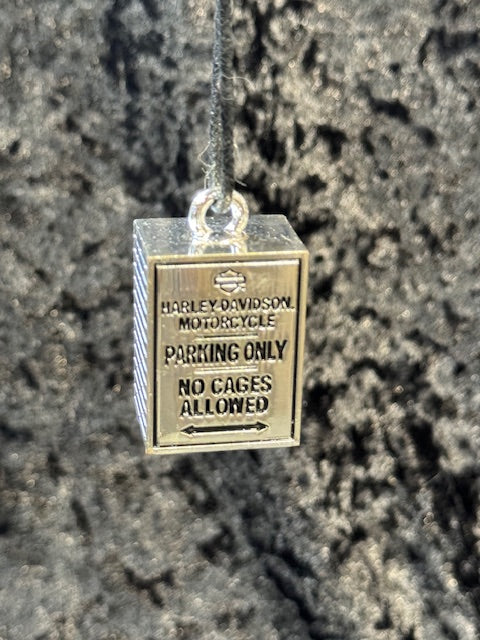 HARLEY-DAVIDSON
MOTORCYCLE
PARKING ONLY
NO CAGES
ALLOWED